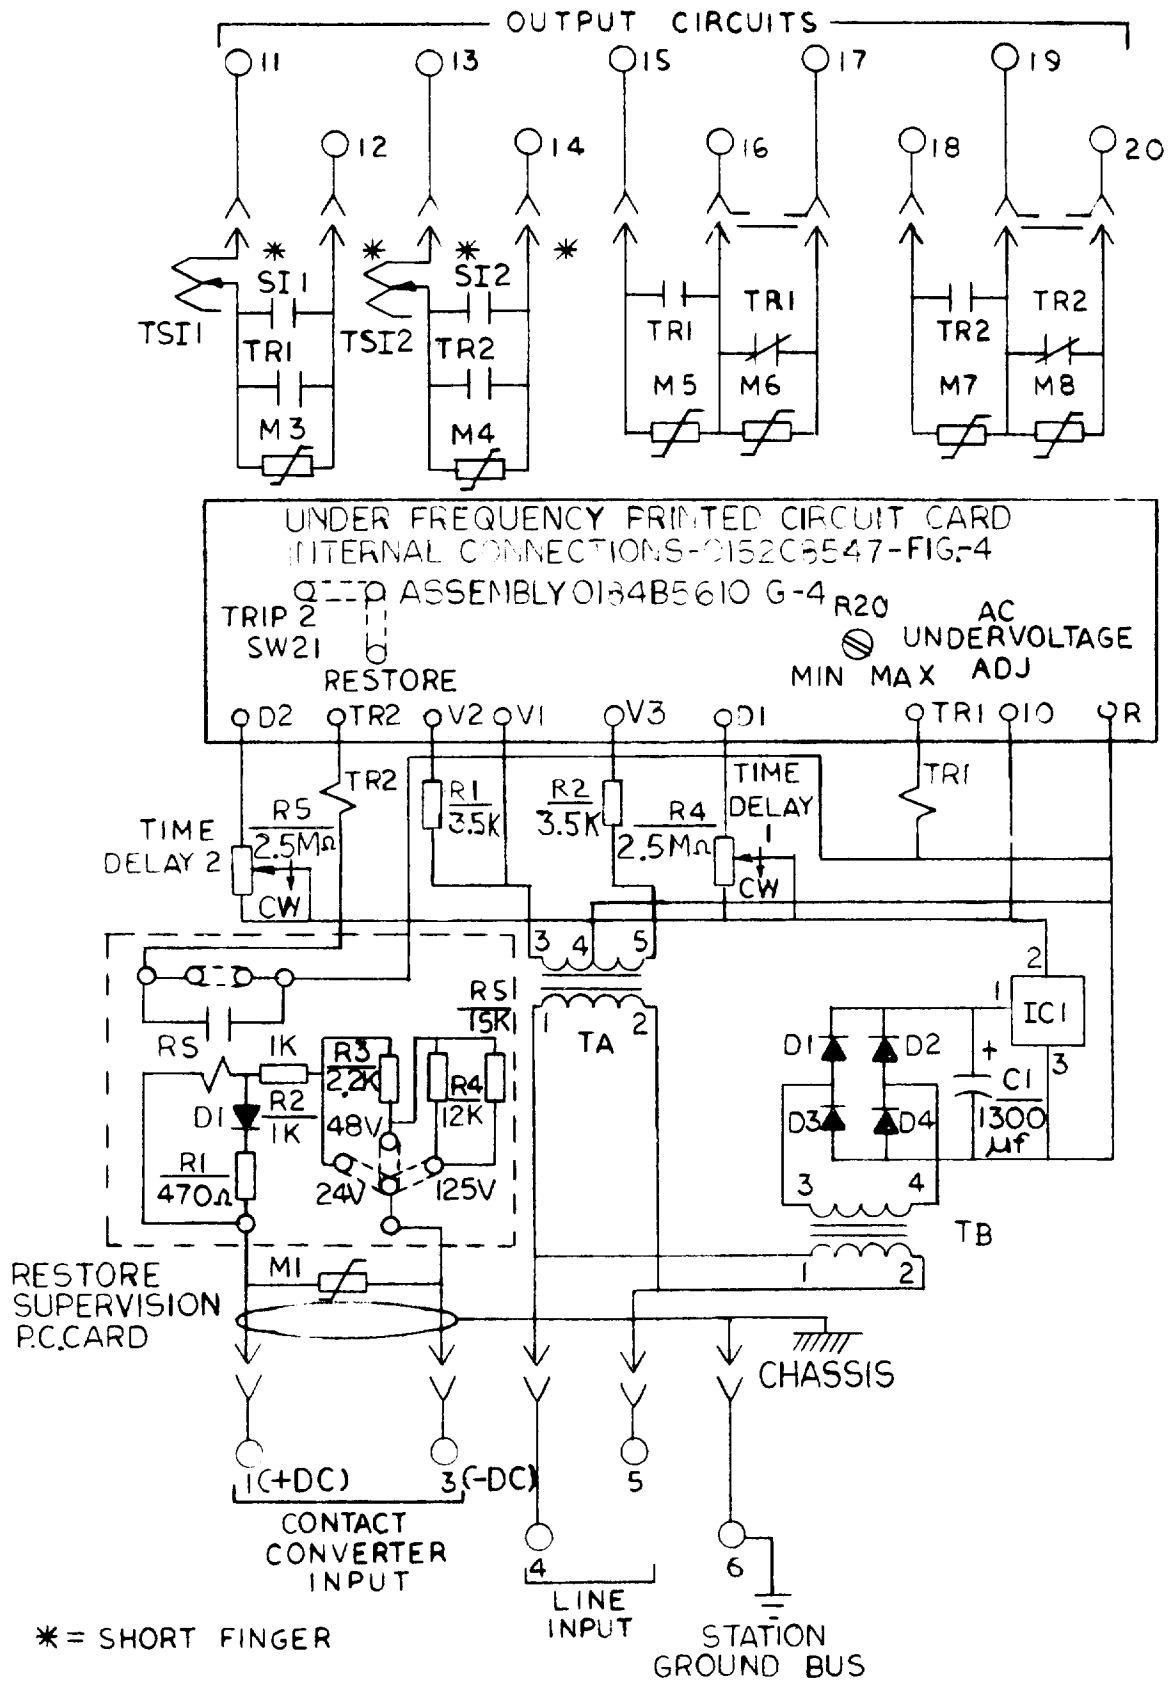 OUTPUT CIRCUITS
11 13 15 17 19
12 14 16 18 20
* * * *
SI1 SI2
TSI1 TSI2
TR1 TR2 TR1 TR1 TR2 TR2
M3 M4 M5 M6 M7 M8
UNDER FREQUENCY PRINTED CIRCUIT CARD
INTERNAL CONNECTIONS-
-FIG.-4
ASSEMBLY
G-4
TRIP 2
SW21
RESTORE
R20
MIN MAX
AC
UNDERVOLTAGE
ADJ
D2 TR2 V2 V1 V3 D1 TR1 10 R
TR2
R1
3.5K
R2
3.5K
TIME
DELAY
1
TR1
TIME
DELAY 2
R5
2.5MΩ
CW
R4
2.5MΩ
CW
3 4 5
1 2
TA
RS
1K
R3
2.2K
R5
15K
R4
12K
D1
R2
1K
R1
470Ω
48V
24V
125V
2
1
IC1
3
D1 D2
D3 D4
+
C1
1300
μf
3 4
TB
1 2
M1
RESTORE
SUPERVISION
P.C.CARD
CHASSIS
1(+DC)
3(-DC)
5
CONTACT
CONVERTER
INPUT
4
LINE
INPUT
6
STATION
GROUND BUS
* = SHORT FINGER